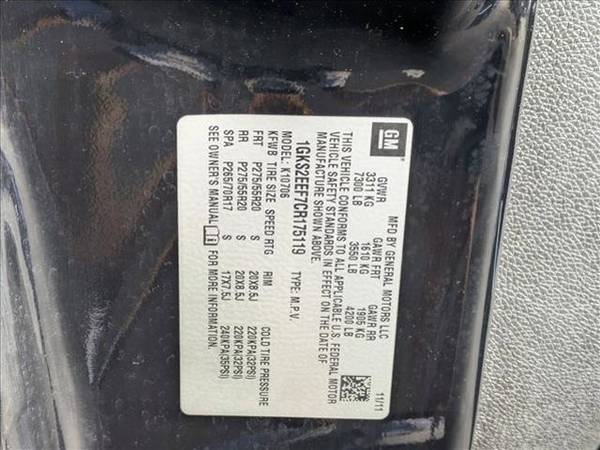 GM
MFD BY GENERAL MOTORS LLC
11/11
GVWR GAWR FRT GAWR RR
3311 KG 1610 KG 1905 KG
7300 LB 3550 LB 4200 LB
THIS VEHICLE CONFORMS TO ALL APPLICABLE U.S. FEDERAL MOTOR
VEHICLE SAFETY STANDARDS IN EFFECT ON THE DATE OF
MANUFACTURE SHOWN ABOVE.
1GKS2EEF7CR175119 TYPE: M.P.V.
MODEL: K10706
KFWB TIRE SIZE SPEED RTG RIM COLD TIRE PRESSURE
FRT P275/55R20 S 20X8.5J 220KPA(32PSI)
RR P275/55R20 S 20X8.5J 220KPA(32PSI)
SPA P265/70R17 S 17X7.5J 240KPA(35PSI)
SEE OWNER'S MANUAL i FOR MORE INFORMATION.